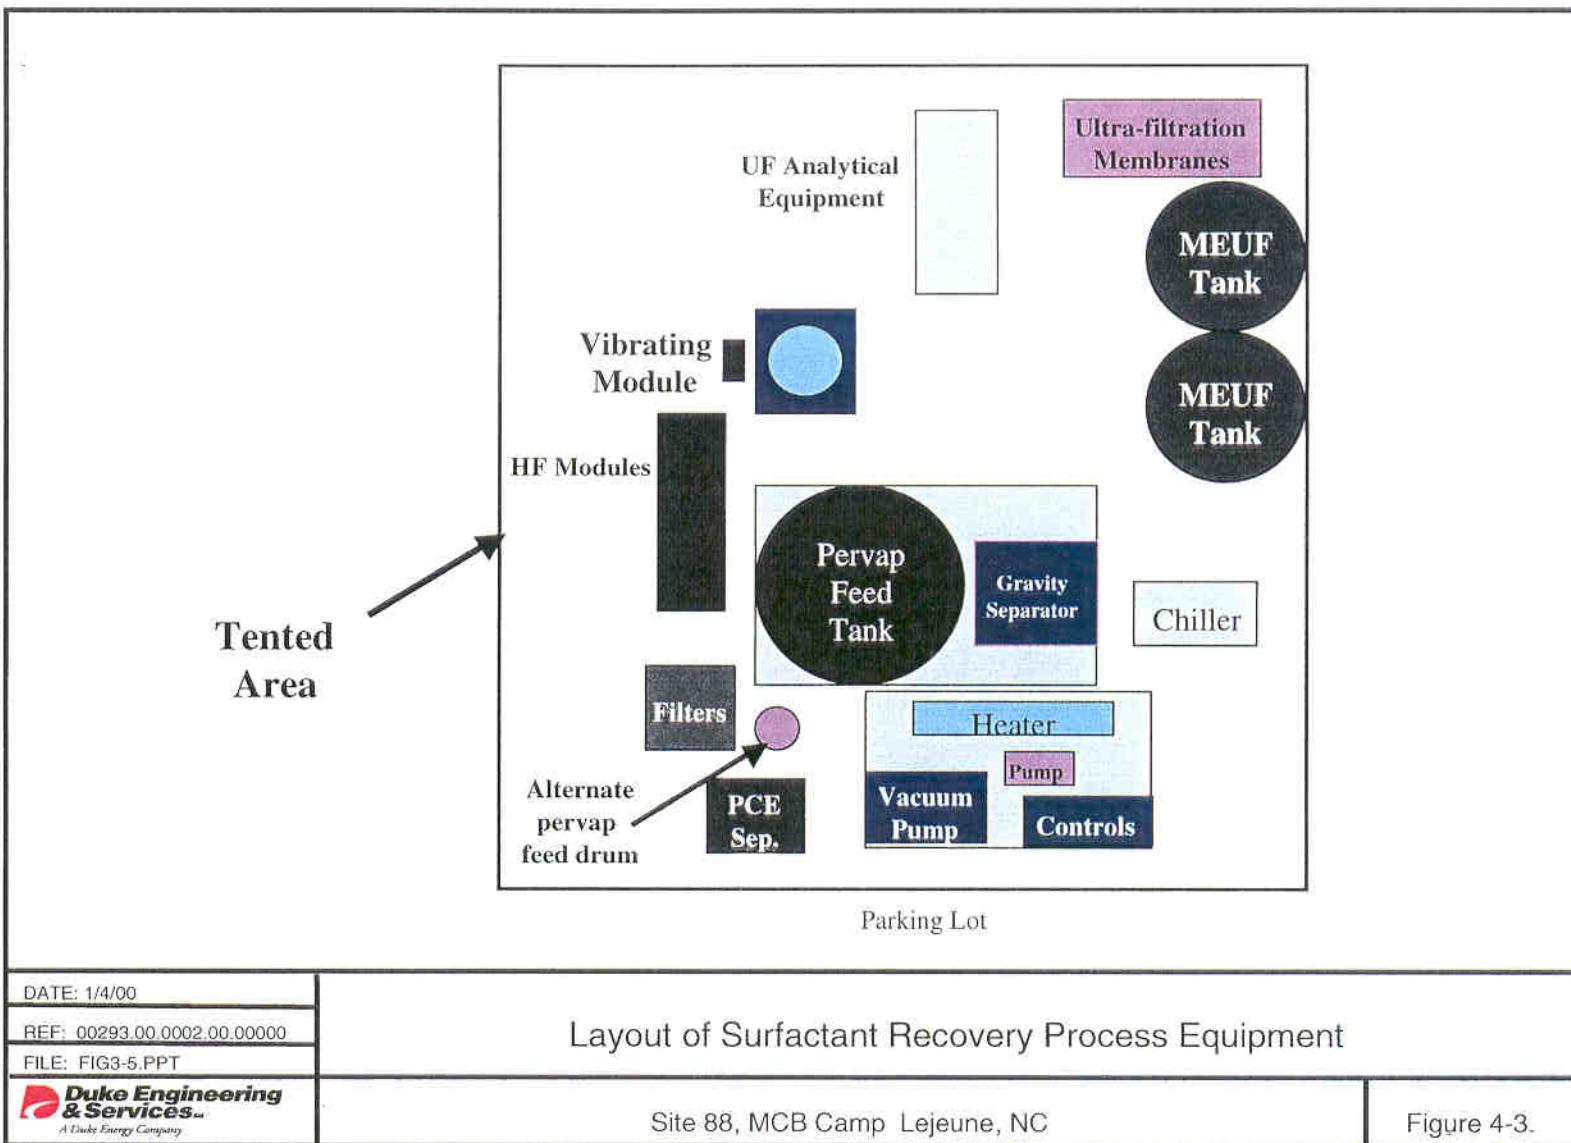 Ultra-filtration
Membranes
UF Analytical
Equipment
MEUF
Tank
Vibrating
Module
MEUF
Tank
HF Modules
Pervap
Feed
Tank
Gravity
Separator
Chiller
Tented
Area
Filters
Heater
Pump
Alternate
pervap
feed drum
PCE
Sep.
Vacuum
Pump
Controls
Parking Lot
DATE: 1/4/00
REF: 00293.00.0002.00.00000
FILE: FIG3-5.PPT
Duke Engineering
& Services℠
A Duke Energy Company
Layout of Surfactant Recovery Process Equipment
Site 88, MCB Camp Lejeune, NC
Figure 4-3.